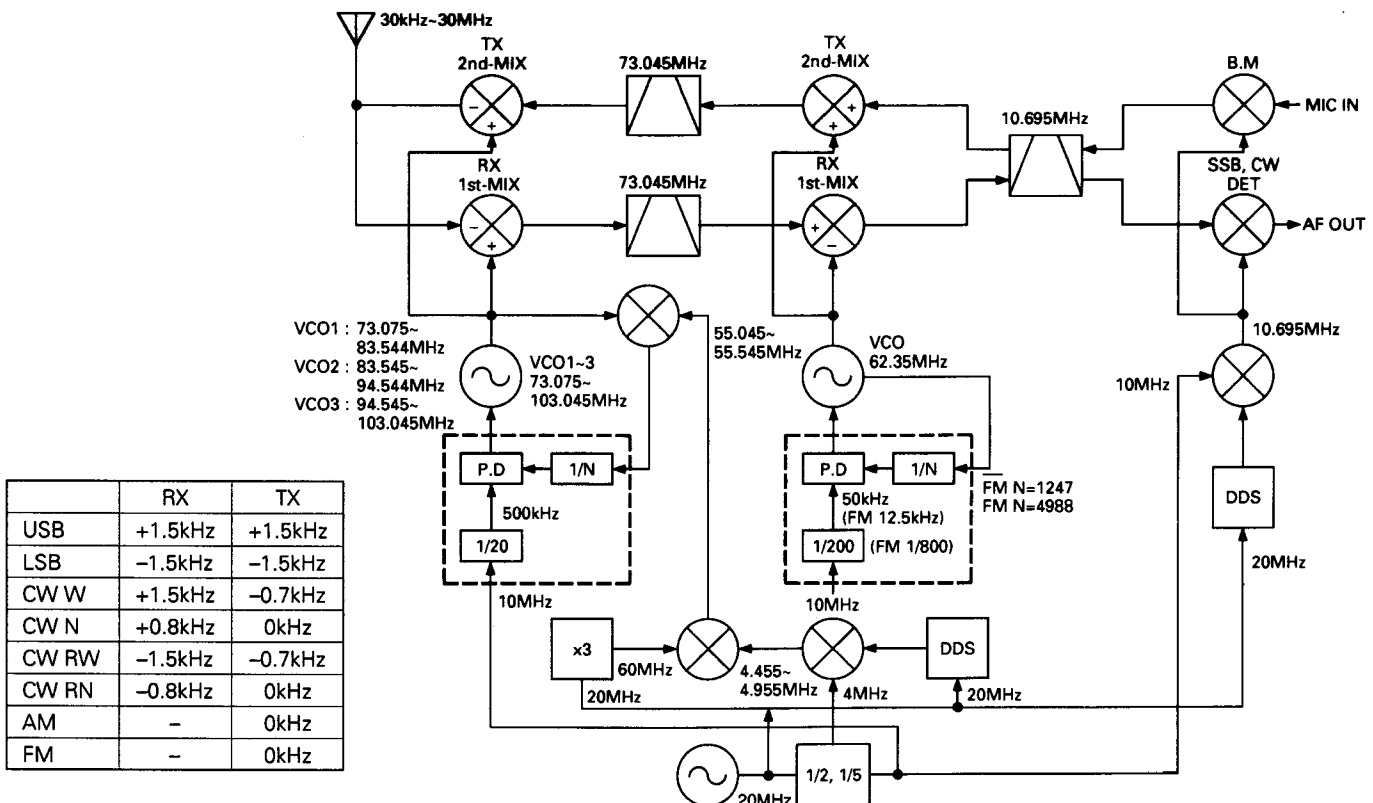 30kHz~30MHz
TX
2nd-MIX
73.045MHz
TX
2nd-MIX
B.M
MIC IN
10.695MHz
RX
1st-MIX
73.045MHz
RX
1st-MIX
SSB, CW
DET
AF OUT
VCO1 : 73.075~
83.544MHz
VCO2 : 83.545~
94.544MHz
VCO3 : 94.545~
103.045MHz
VCO1~3
73.075~
103.045MHz
55.045~
55.545MHz
VCO
62.35MHz
10.695MHz
10MHz
P.D
1/N
500kHz
1/20
10MHz
P.D
1/N
50kHz
(FM 12.5kHz)
1/200
(FM 1/800)
10MHz
FM N=1247
FM N=4988
DDS
20MHz
x3
60MHz
20MHz
4.455~
4.955MHz
4MHz
DDS
20MHz
20MHz
1/2, 1/5
RX TX
USB +1.5kHz +1.5kHz
LSB –1.5kHz –1.5kHz
CW W +1.5kHz –0.7kHz
CW N +0.8kHz 0kHz
CW RW –1.5kHz –0.7kHz
CW RN –0.8kHz 0kHz
AM – 0kHz
FM – 0kHz